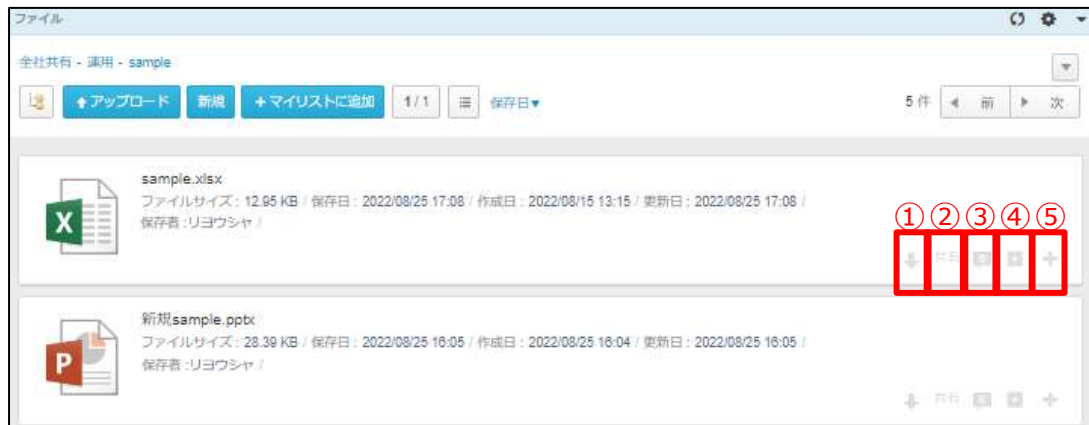 ファイル
全社共有 - 運用 - sample
アップロード 新規 +マイリストに追加 1/1 保存日▼ 5 件 前 次
sample.xlsx
ファイルサイズ : 12.95 KB / 保存日 : 2022/08/25 17:08 / 作成日 : 2022/08/15 13:15 / 更新日 : 2022/08/25 17:08 /
保存者 :リヨウシャ /
①②③④⑤
共有
新規sample.pptx
ファイルサイズ : 28.39 KB / 保存日 : 2022/08/25 16:05 / 作成日 : 2022/08/25 16:04 / 更新日 : 2022/08/25 16:05 /
保存者 :リヨウシャ /
共有